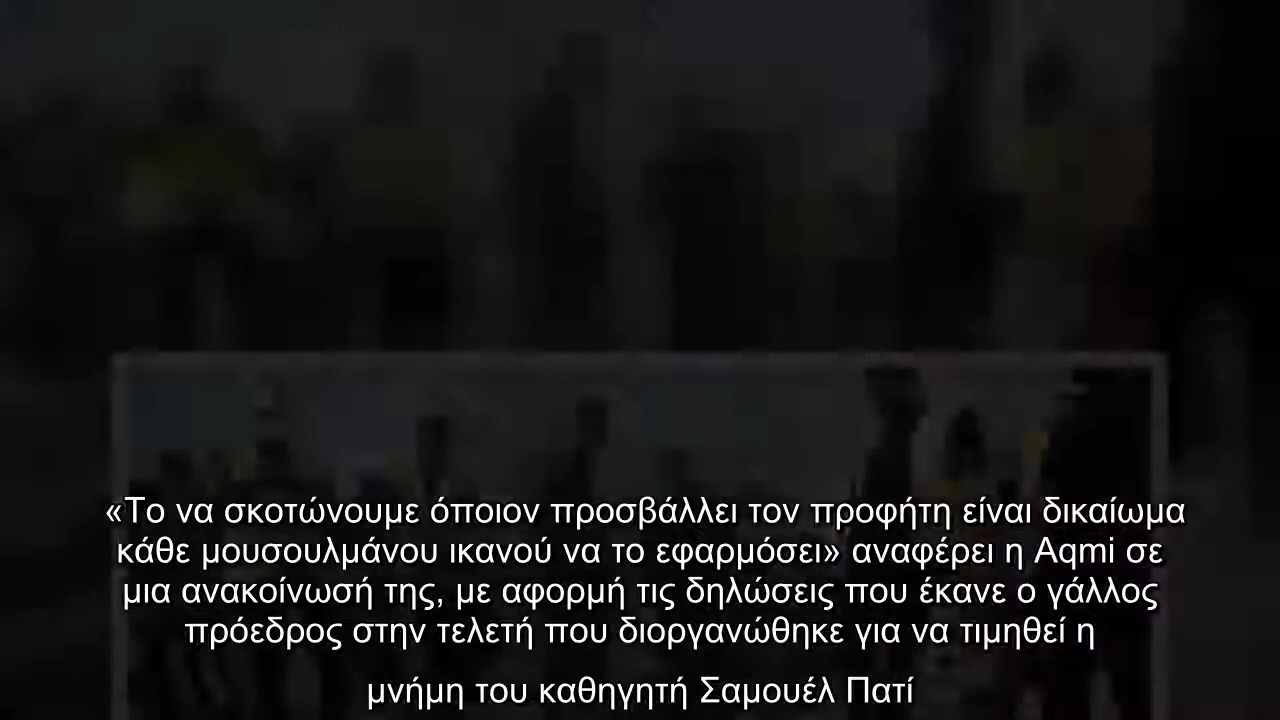 «Το να σκοτώνουμε όποιον προσβάλλει τον προφήτη είναι δικαίωμα
κάθε μουσουλμάνου ικανού να το εφαρμόσει» αναφέρει η Aqmi σε
μια ανακοίνωσή της, με αφορμή τις δηλώσεις που έκανε ο γάλλος
πρόεδρος στην τελετή που διοργανώθηκε για να τιμηθεί η
μνήμη του καθηγητή Σαμουέλ Πατί